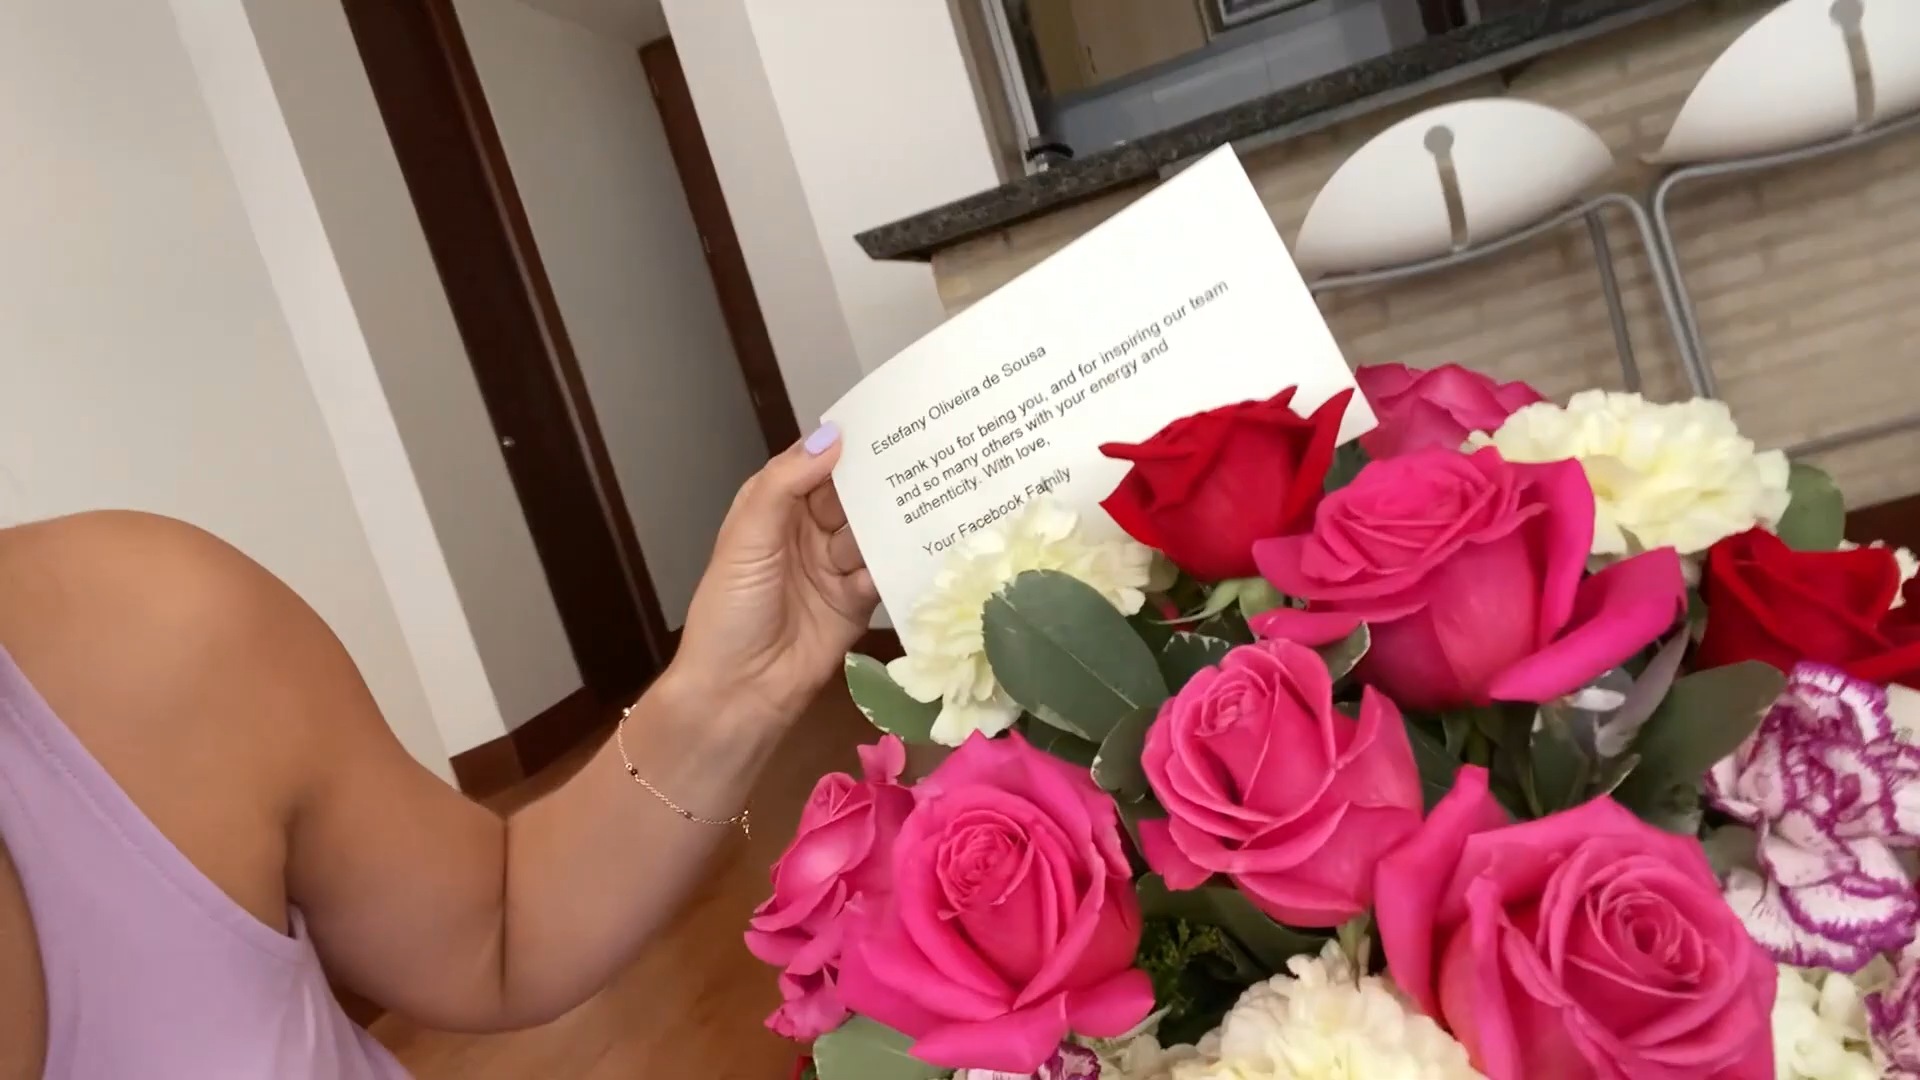 Estefany Oliveira de Sousa
Thank you for being you, and for inspiring our team
and so many others with your energy and
authenticity. With love,
Your Facebook Family